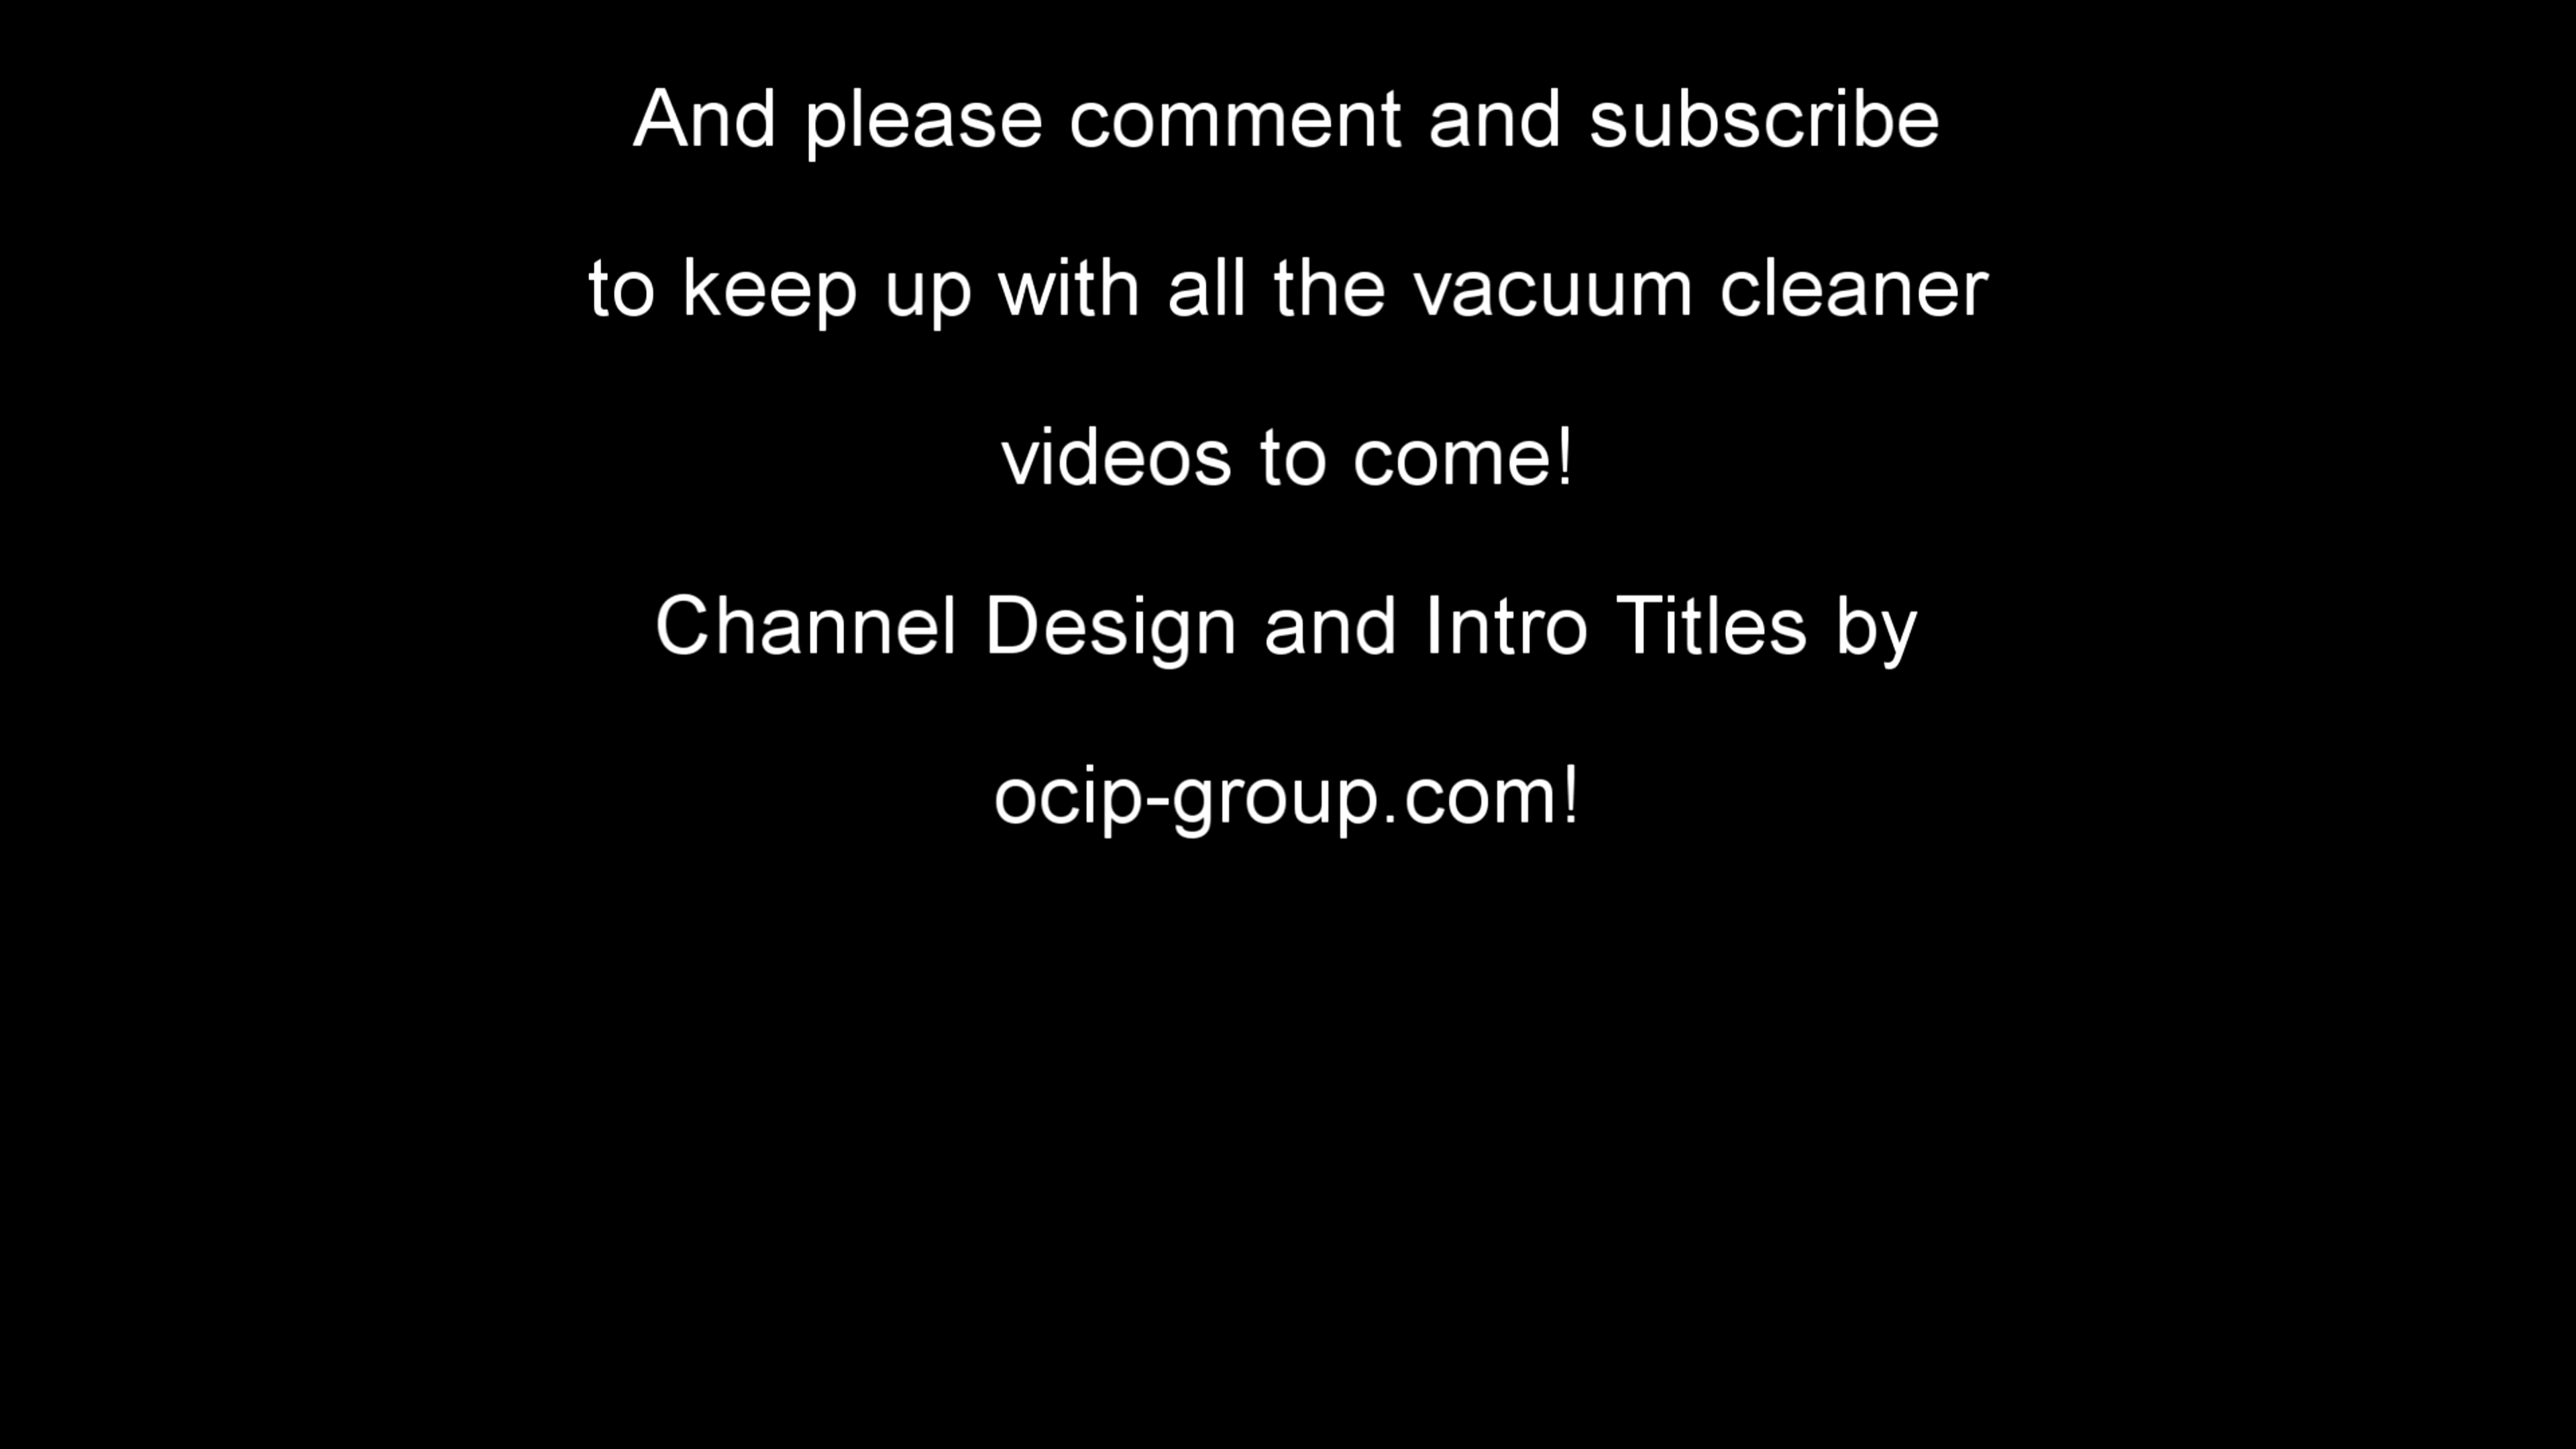 And please comment and subscribe
to keep up with all the vacuum cleaner
videos to come!
Channel Design and Intro Titles by
ocip-group.com!